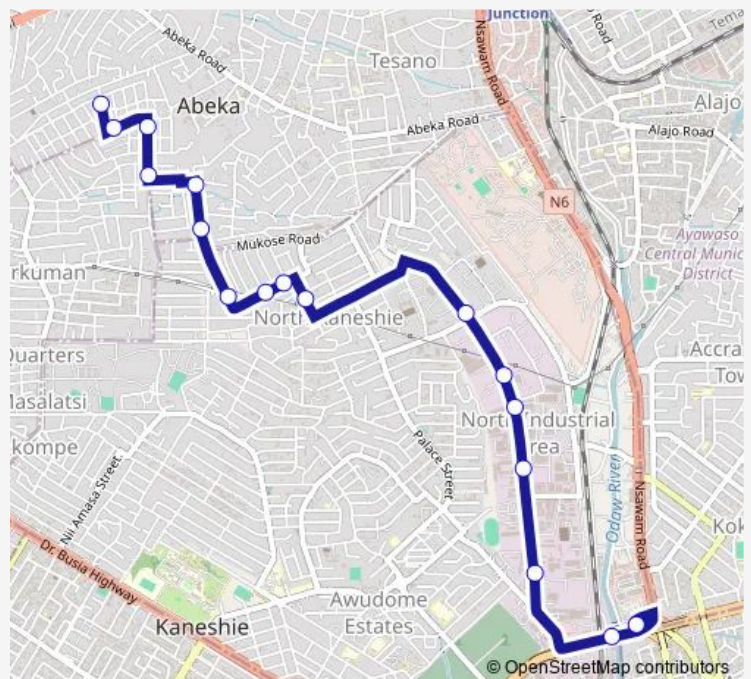 Junction
Nsawam Road
Road
Tema
Abeka Road
Tesano
Abeka
Abeka Road
Alajo
Alajo Road
N6
Mukose Road
Ayawaso
Central Munic
District
rkuman
North Kaneshie
Quarters
Accra
Tow
Masalatsi
kompe
North Industrial
Area
Palace Street
Nii Amasa Street
Odaw River
Nsawam Road
Kok
Dr. Busia Highway
Awudome
Estates
Kaneshie
© OpenStreetMap contributors